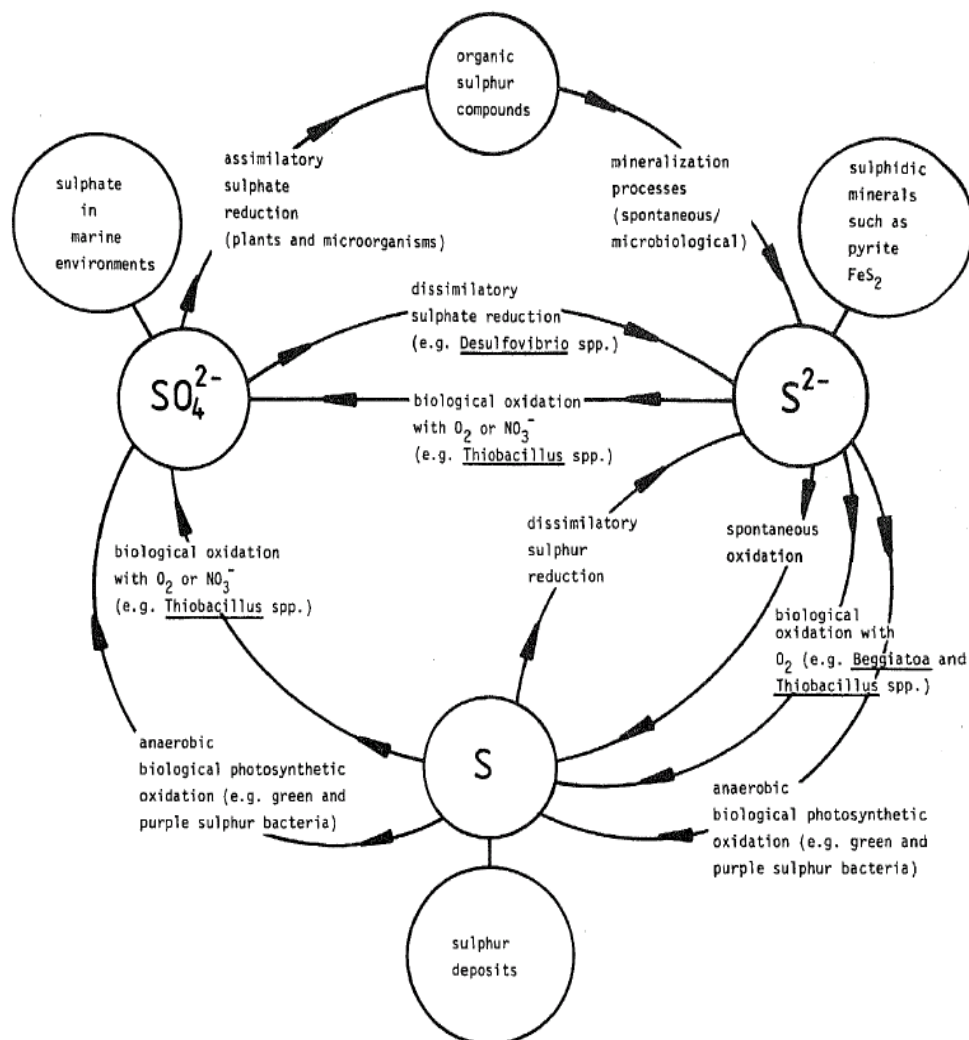 organic
sulphur
compounds
assimilatory
sulphate
reduction
(plants and microorganisms)
mineralization
processes
(spontaneous/
microbiological)
sulphate
in
marine
environments
sulphidic
minerals
such as
pyrite
FeS₂
dissimilatory
sulphate reduction
(e.g. Desulfovibrio spp.)
SO₄²⁻
S²⁻
biological oxidation
with O₂ or NO₃⁻
(e.g. Thiobacillus spp.)
dissimilatory
sulphur
reduction
spontaneous
oxidation
biological oxidation
with O₂ or NO₃⁻
(e.g. Thiobacillus spp.)
biological
oxidation with
O₂ (e.g. Beggiatoa and
Thiobacillus spp.)
S
anaerobic
biological photosynthetic
oxidation (e.g. green and
purple sulphur bacteria)
anaerobic
biological photosynthetic
oxidation (e.g. green and
purple sulphur bacteria)
sulphur
deposits